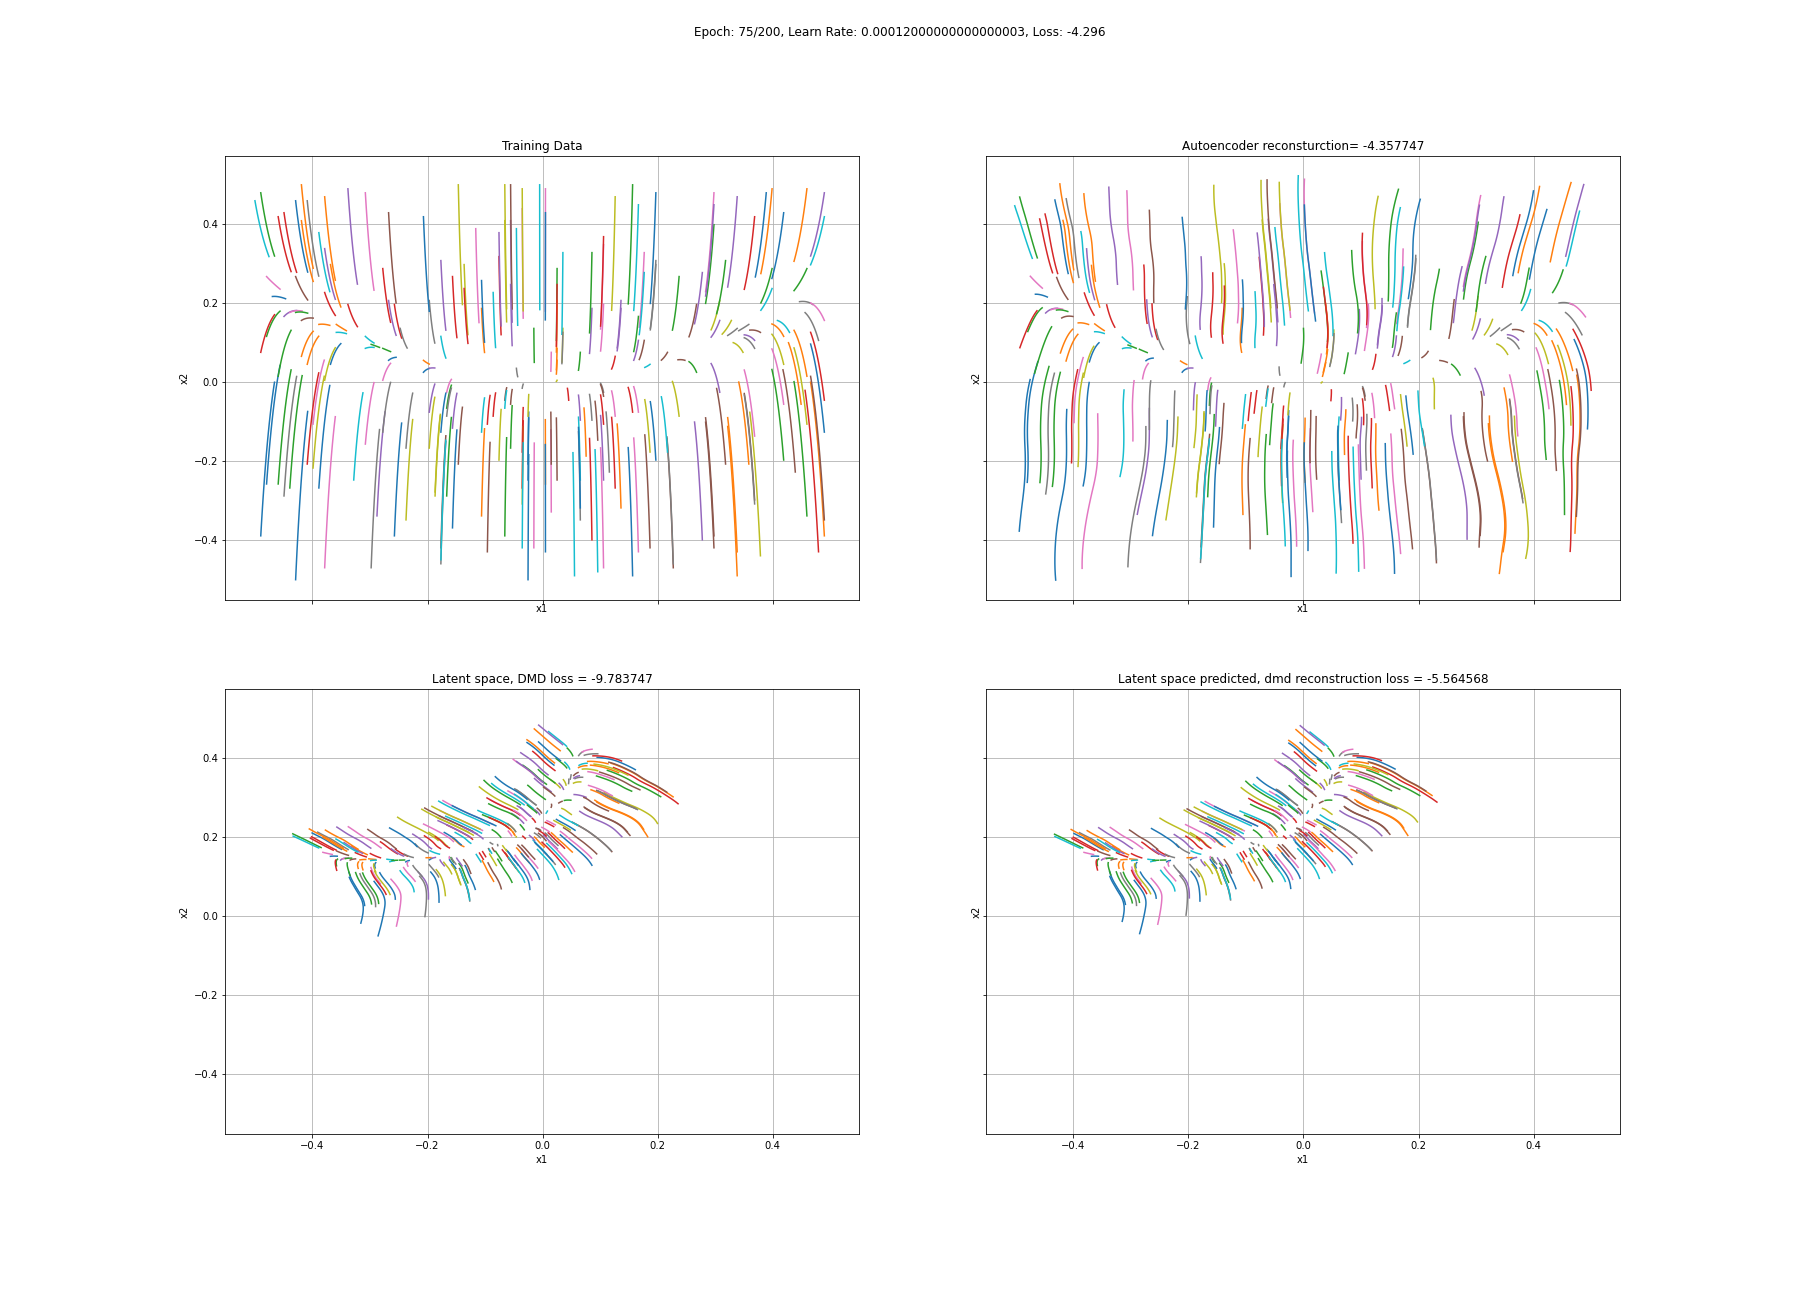 Epoch: 75/200, Learn Rate: 0.00012000000000000003, Loss: -4.296
Training Data
0.4
0.2
0.0
−0.2
−0.4
x2
x1
Autoencoder reconsturction= -4.357747
x2
x1
Latent space, DMD loss = -9.783747
0.4
0.2
0.0
−0.2
−0.4
x2
−0.4
−0.2
0.0
0.2
0.4
x1
Latent space predicted, dmd reconstruction loss = -5.564568
x2
−0.4
−0.2
0.0
0.2
0.4
x1